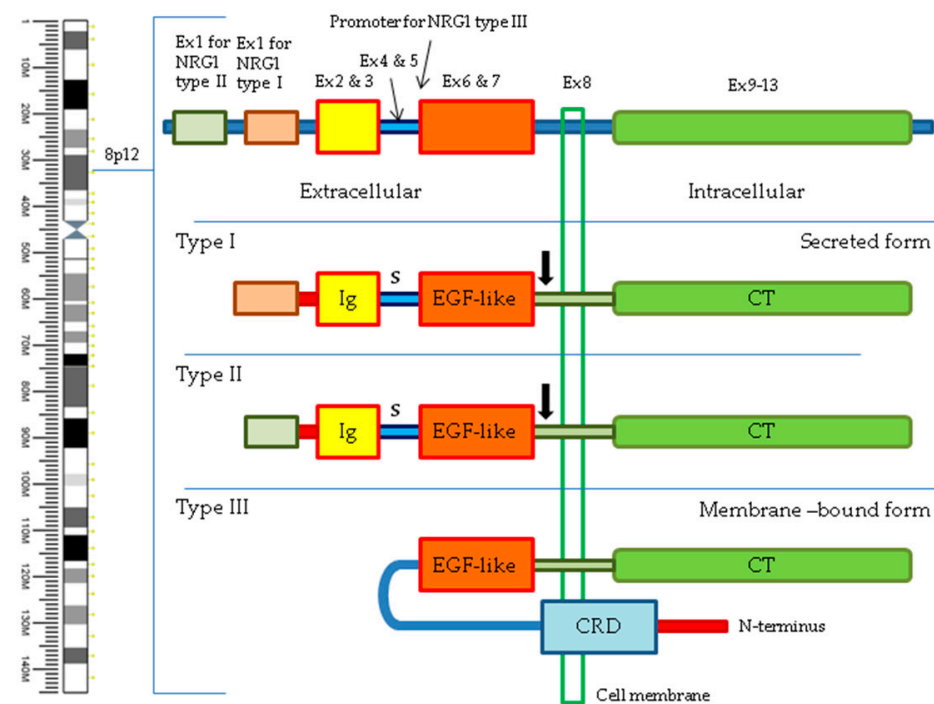 Promoter for NRG1 type III
Ex1 for
NRG1
type II
Ex1 for
NRG1
type I
Ex4 & 5
Ex2 & 3
Ex6 & 7
Ex8
Ex9-13
8p12
Extracellular
Intracellular
Type I
Secreted form
S
Ig
EGF-like
CT
Type II
S
Ig
EGF-like
CT
Type III
Membrane –bound form
EGF-like
CT
CRD
N-terminus
Cell membrane
1
10M
20M
30M
40M
50M
60M
70M
80M
90M
100M
110M
120M
130M
140M